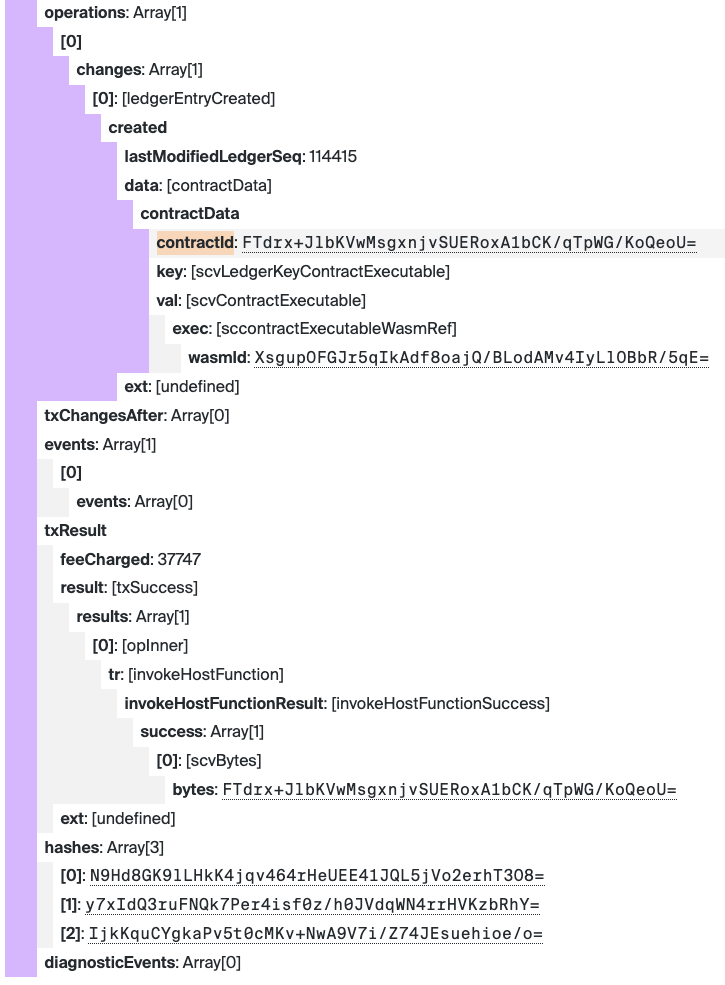 operations: Array[1]
[0]
changes: Array[1]
[0]: [ledgerEntryCreated]
created
lastModifiedLedgerSeq: 114415
data: [contractData]
contractData
contractId: FTdrx+JlbKVwMsgxnjvSUERoxA1bCK/qTpWG/KoQeoU=
key: [scvLedgerKeyContractExecutable]
val: [scvContractExecutable]
exec: [sccontractExecutableWasmRef]
wasmId: XsgupOFGJr5qIkAdf8oajQ/BLodAMv4IyLlOBbR/5qE=
ext: [undefined]
txChangesAfter: Array[0]
events: Array[1]
[0]
events: Array[0]
txResult
feeCharged: 37747
result: [txSuccess]
results: Array[1]
[0]: [opInner]
tr: [invokeHostFunction]
invokeHostFunctionResult: [invokeHostFunctionSuccess]
success: Array[1]
[0]: [scvBytes]
bytes: FTdrx+JlbKVwMsgxnjvSUERoxA1bCK/qTpWG/KoQeoU=
ext: [undefined]
hashes: Array[3]
[0]: N9Hd8GK9lLHkK4jqv464rHeUEE41JQL5jVo2erhT3O8=
[1]: y7xIdQ3ruFNQk7Per4isf0z/h0JVdqWN4rrHVKzbRhY=
[2]: IjkKquCYgkaPv5t0cMKv+NwA9V7i/Z74JEsuehioe/o=
diagnosticEvents: Array[0]